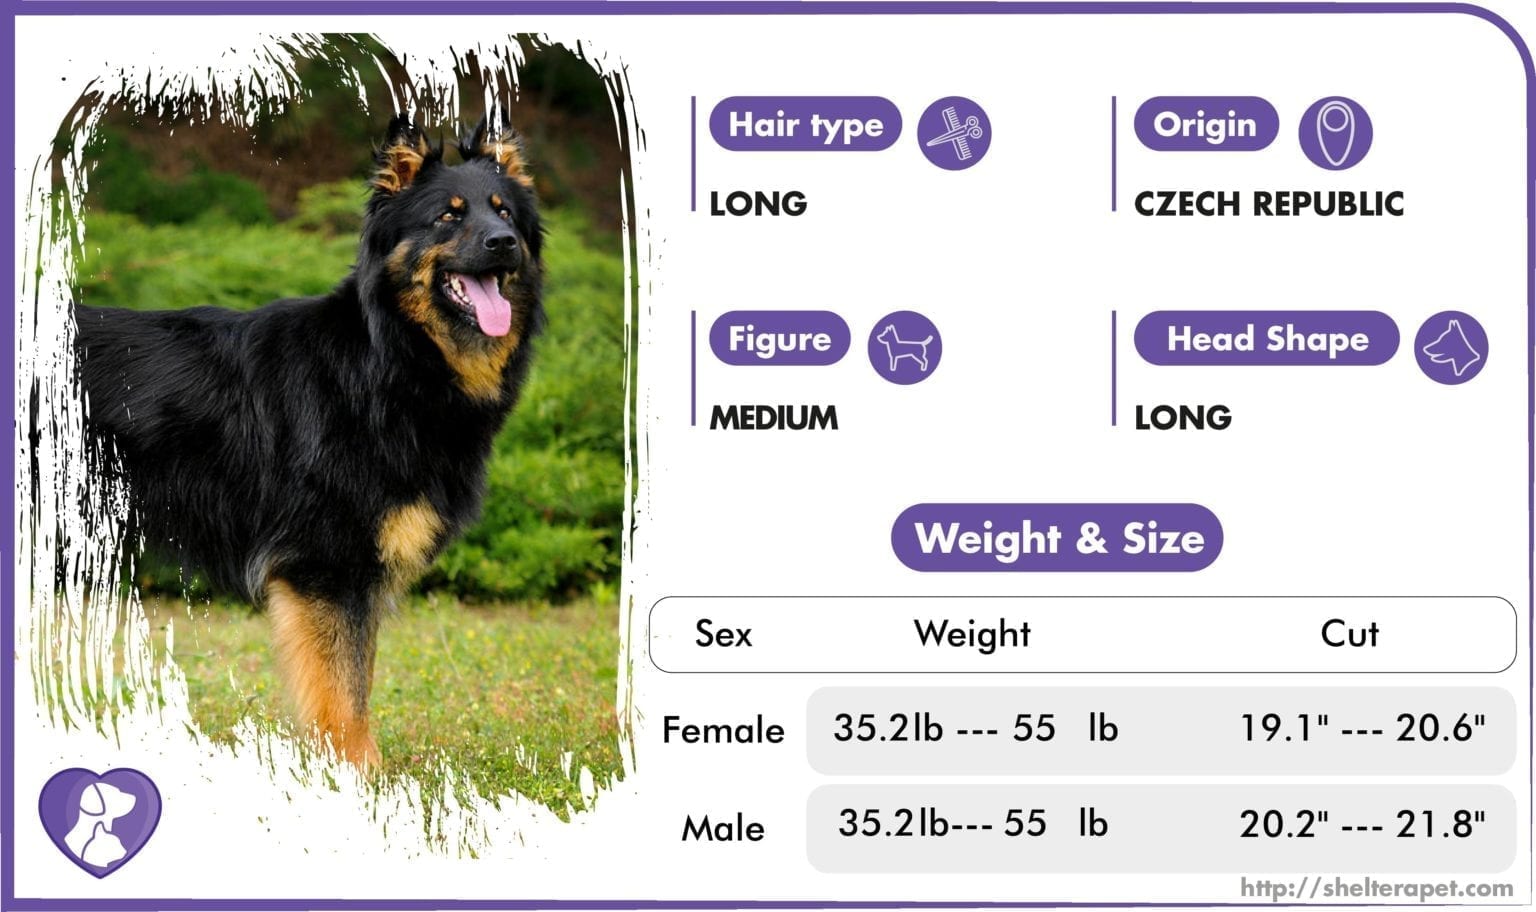 Hair type
LONG
Origin
CZECH REPUBLIC
Figure
MEDIUM
Head Shape
LONG
Weight & Size
Sex Weight Cut
Female 35.2lb --- 55 lb 19.1" --- 20.6"
Male 35.2lb--- 55 lb 20.2" --- 21.8"
http://shelterapet.com